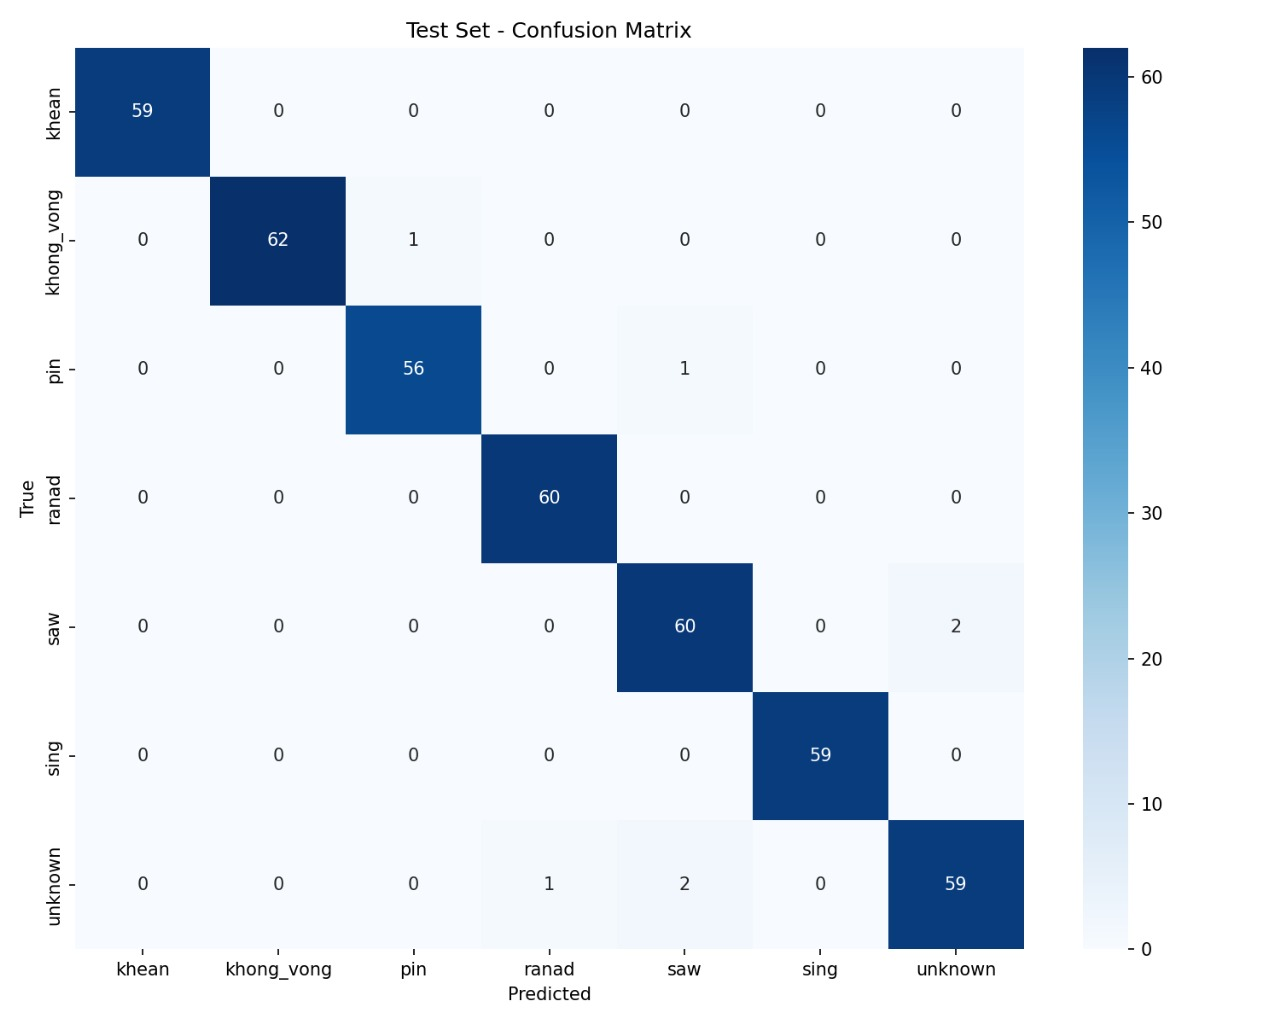 Test Set - Confusion Matrix
khean 59 0 0 0 0 0 0
khong_vong 0 62 1 0 0 0 0
pin 0 0 56 0 1 0 0
ranad 0 0 0 60 0 0 0
saw 0 0 0 0 60 0 2
sing 0 0 0 0 0 59 0
unknown 0 0 0 1 2 0 59
True
khean khong_vong pin ranad saw sing unknown
Predicted
60
50
40
30
20
10
0